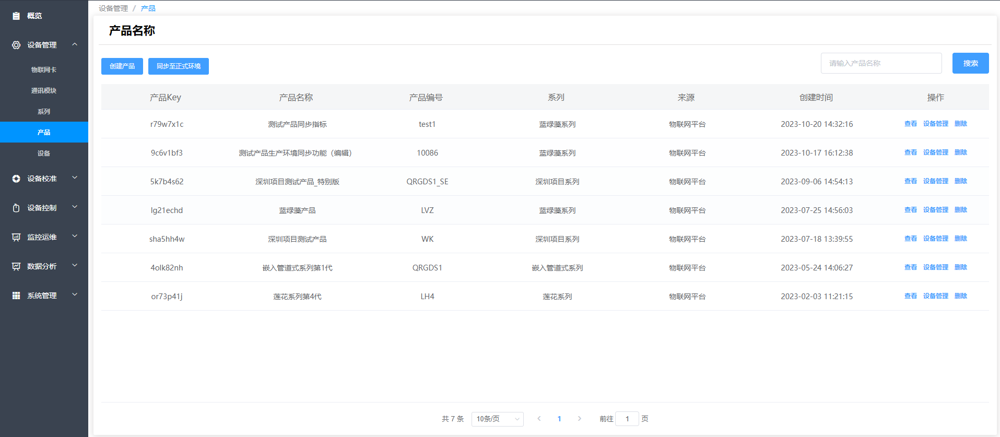 概览
设备管理
物联网卡
通讯模块
系列
产品
设备
设备校准
设备控制
监控运维
数据分析
系统管理
设备管理 / 产品
产品名称
创建产品 同步至正式环境 请输入产品名称 搜索
产品Key 产品名称 产品编号 系列 来源 创建时间 操作
r79w7x1c 测试产品同步指标 test1 蓝绿藻系列 物联网平台 2023-10-20 14:32:16 查看 设备管理 删除
9c6v1bf3 测试产品生产环境同步功能（编辑） 10086 蓝绿藻系列 物联网平台 2023-10-17 16:12:38 查看 设备管理 删除
5k7b4s62 深圳项目测试产品_特别版 QRGDS1_SE 深圳项目系列 物联网平台 2023-09-06 14:54:13 查看 设备管理 删除
lg21echd 蓝绿藻产品 LVZ 蓝绿藻系列 物联网平台 2023-07-25 14:56:03 查看 设备管理 删除
sha5hh4w 深圳项目测试产品 WK 深圳项目系列 物联网平台 2023-07-18 13:39:55 查看 设备管理 删除
4olk82nh 嵌入管道式系列第1代 QRGDS1 嵌入管道式系列 物联网平台 2023-05-24 14:06:27 查看 设备管理 删除
or73p41j 莲花系列第4代 LH4 莲花系列 物联网平台 2023-02-03 11:21:15 查看 设备管理 删除
共 7 条 10条/页 1 前往 1 页